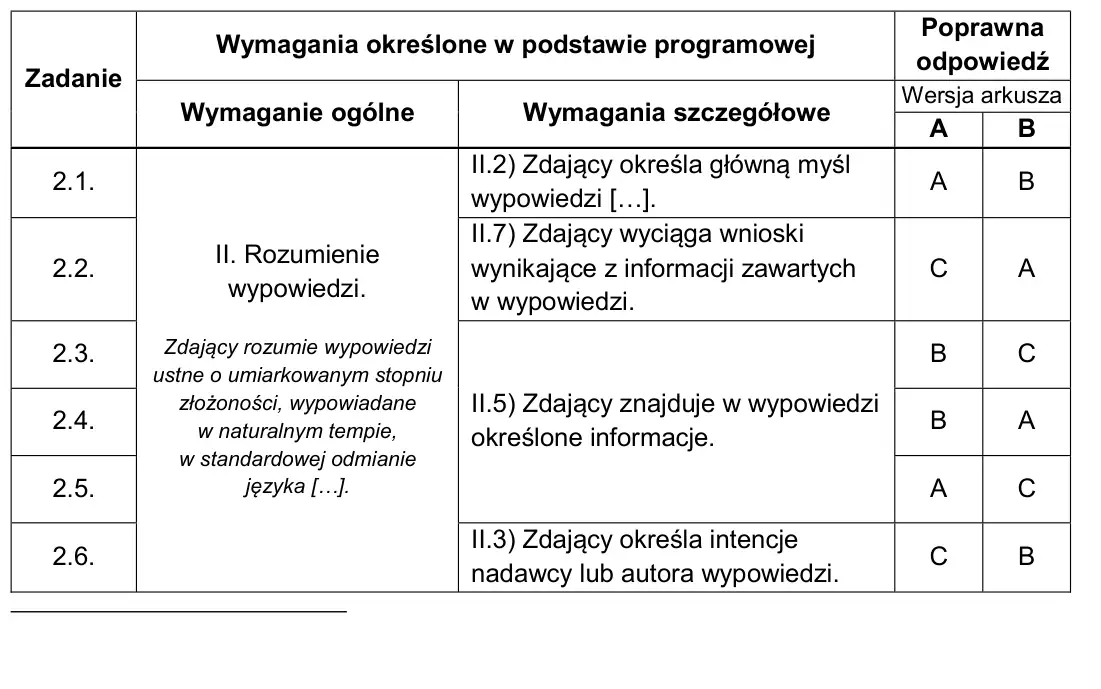 Zadanie
Wymagania określone w podstawie programowej
Poprawna
odpowiedź
Wymaganie ogólne
Wymagania szczegółowe
Wersja arkusza
A B
2.1.
II.2) Zdający określa główną myśl
wypowiedzi […].
A B
2.2.
II. Rozumienie
wypowiedzi.
Zdający rozumie wypowiedzi
ustne o umiarkowanym stopniu
złożoności, wypowiadane
w naturalnym tempie,
w standardowej odmianie
języka […].
II.7) Zdający wyciąga wnioski
wynikające z informacji zawartych
w wypowiedzi.
C A
2.3.
II.5) Zdający znajduje w wypowiedzi
określone informacje.
B C
2.4.
B A
2.5.
A C
2.6.
II.3) Zdający określa intencje
nadawcy lub autora wypowiedzi.
C B